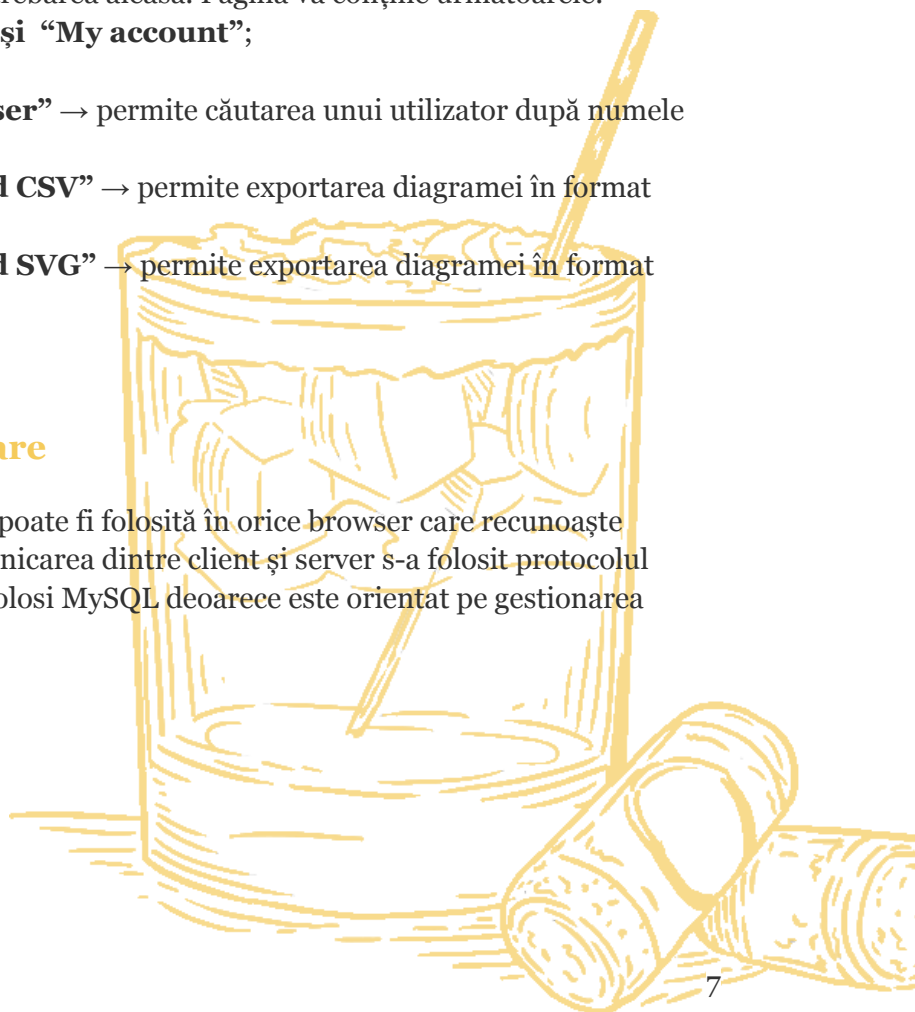 și “My account”;
ser” → permite căutarea unui utilizator după numele
d CSV” → permite exportarea diagramei în format
d SVG” → permite exportarea diagramei în format
are
poate fi folosită în orice browser care recunoaște
nicarea dintre client și server s-a folosit protocolul
olosi MySQL deoarece este orientat pe gestionarea
7